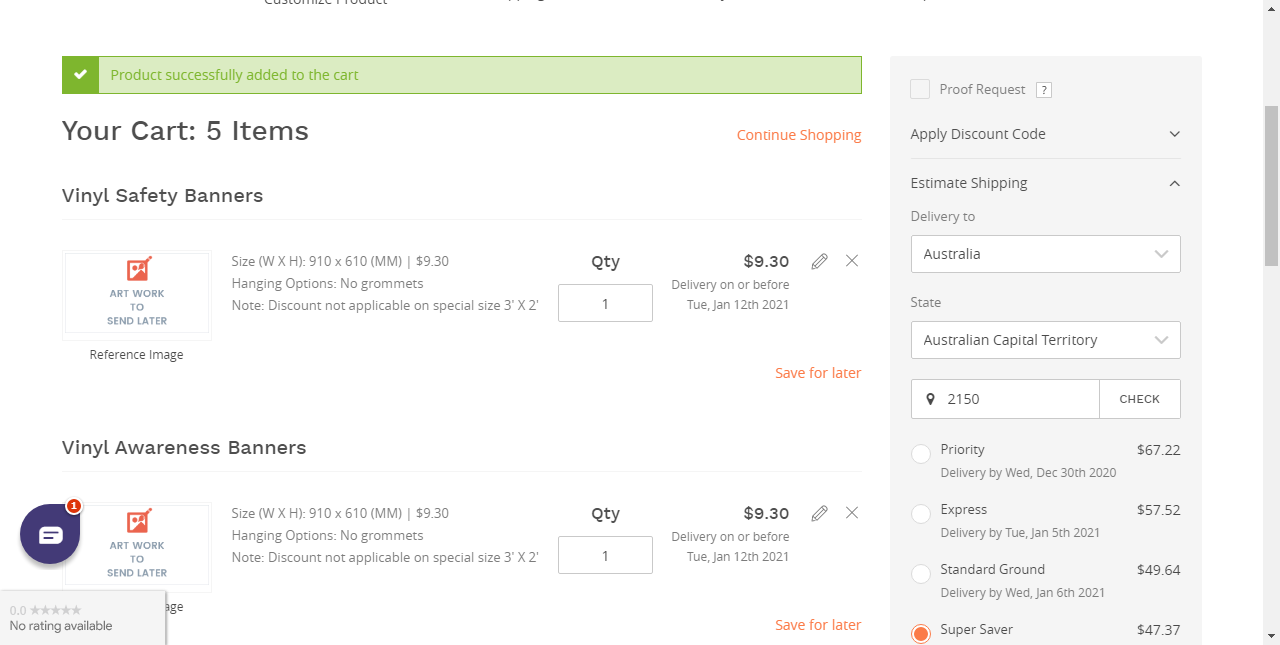 Customize Product
Product successfully added to the cart
Your Cart: 5 Items
Continue Shopping
Vinyl Safety Banners
ART WORK
TO
SEND LATER
Reference Image
Size (W X H): 910 x 610 (MM) | $9.30
Hanging Options: No grommets
Note: Discount not applicable on special size 3' X 2'
Qty
1
$9.30
Delivery on or before
Tue, Jan 12th 2021
Save for later
Vinyl Awareness Banners
ART WORK
TO
SEND LATER
age
Size (W X H): 910 x 610 (MM) | $9.30
Hanging Options: No grommets
Note: Discount not applicable on special size 3' X 2'
Qty
1
$9.30
Delivery on or before
Tue, Jan 12th 2021
Save for later
1
0.0 ★★★★★
No rating available
Proof Request ?
Apply Discount Code
Estimate Shipping
Delivery to
Australia
State
Australian Capital Territory
2150 CHECK
Priority $67.22
Delivery by Wed, Dec 30th 2020
Express $57.52
Delivery by Tue, Jan 5th 2021
Standard Ground $49.64
Delivery by Wed, Jan 6th 2021
Super Saver $47.37